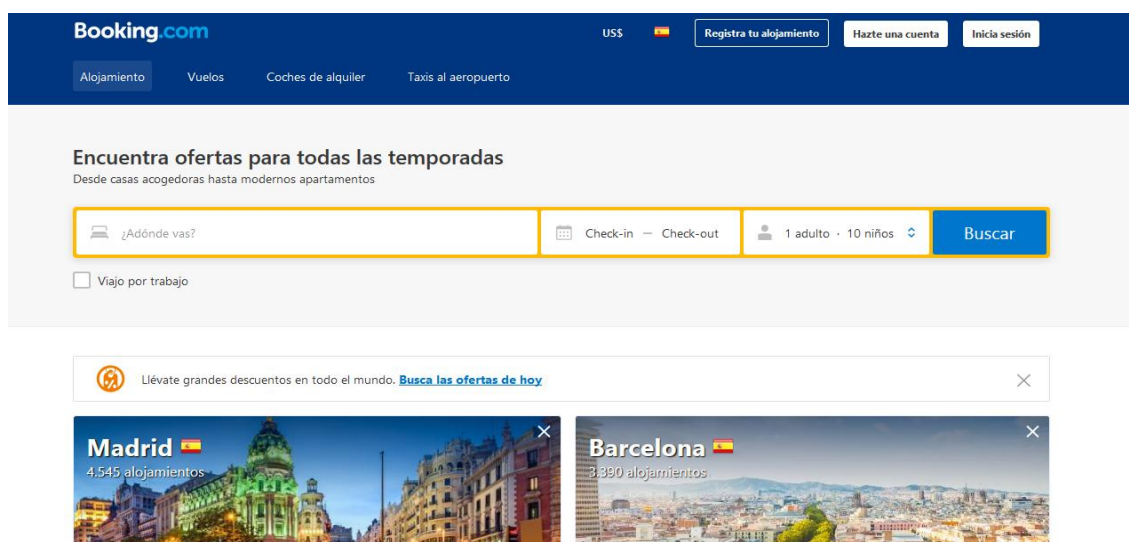 Booking.com
US$
Registra tu alojamiento
Hazte una cuenta
Inicia sesión
Alojamiento
Vuelos
Coches de alquiler
Taxis al aeropuerto
Encuentra ofertas para todas las temporadas
Desde casas acogedoras hasta modernos apartamentos
¿Adónde vas?
Check-in — Check-out
1 adulto · 10 niños
Buscar
Viajo por trabajo
Llévate grandes descuentos en todo el mundo. Busca las ofertas de hoy
Madrid
4.545 alojamientos
Barcelona
3.390 alojamientos